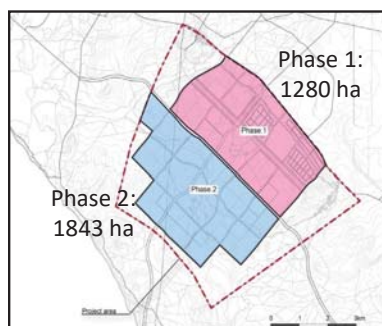 Phase 1:
1280 ha
Phase 1
Phase 2
Phase 2:
1843 ha
Project area
0 1 2 3km